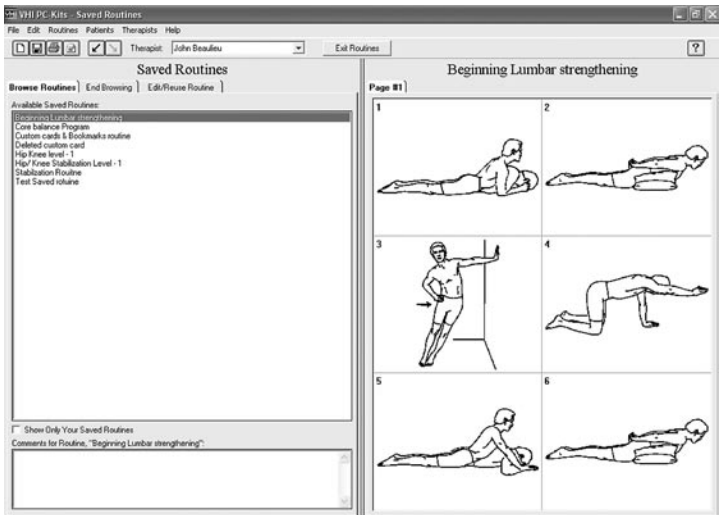 VHI PC-Kits - Saved Routines
File Edit Routines Patients Therapists Help
Therapist: John Beaulieu Exit Routines ?
Saved Routines
Browse Routines End Browsing Edit/Reuse Routine
Available Saved Routines:
Beginning Lumbar strengthening
Core balance Program
Custom cards & Bookmarks routine
Deleted custom card
Hip Knee level - 1
Hip/ Knee Stabilization Level - 1
Stabilzation Rouitne
Test Saved rotuine
Show Only Your Saved Routines
Comments for Routine, "Beginning Lumbar strengthening":
Beginning Lumbar strengthening
Page #1
1 2
3 4
5 6